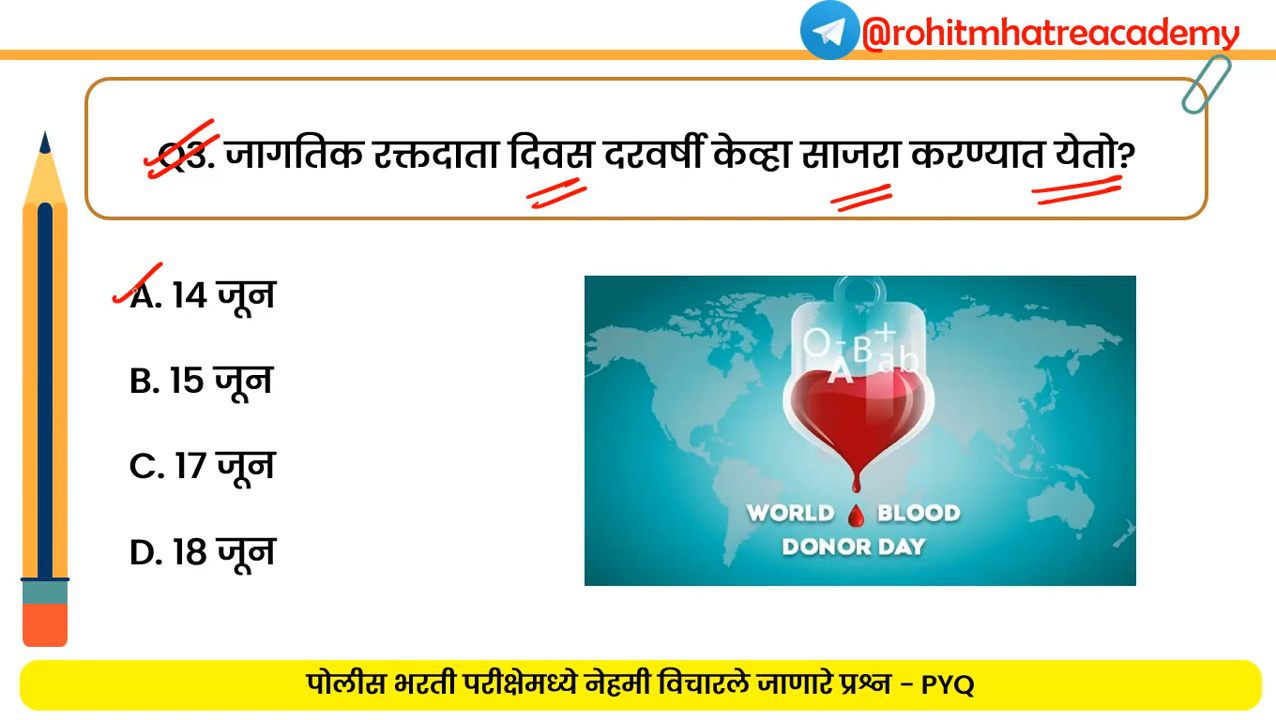 @rohitmhatreacademy
Q3. जागतिक रक्तदाता दिवस दरवर्षी केव्हा साजरा करण्यात येतो?
A. 14 जून
B. 15 जून
C. 17 जून
D. 18 जून
O- B+
A ab
WORLD BLOOD
DONOR DAY
पोलीस भरती परीक्षेमध्ये नेहमी विचारले जाणारे प्रश्न - PYQ